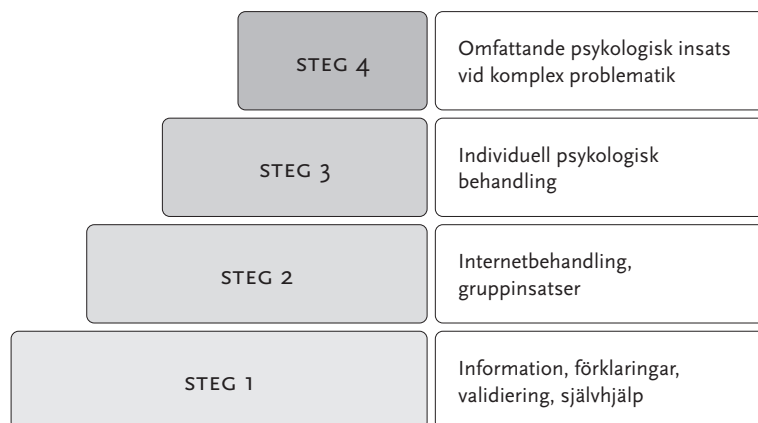 STEG 4
Omfattande psykologisk insats
vid komplex problematik
STEG 3
Individuell psykologisk
behandling
STEG 2
Internetbehandling,
gruppinsatser
STEG 1
Information, förklaringar,
validiering, självhjälp